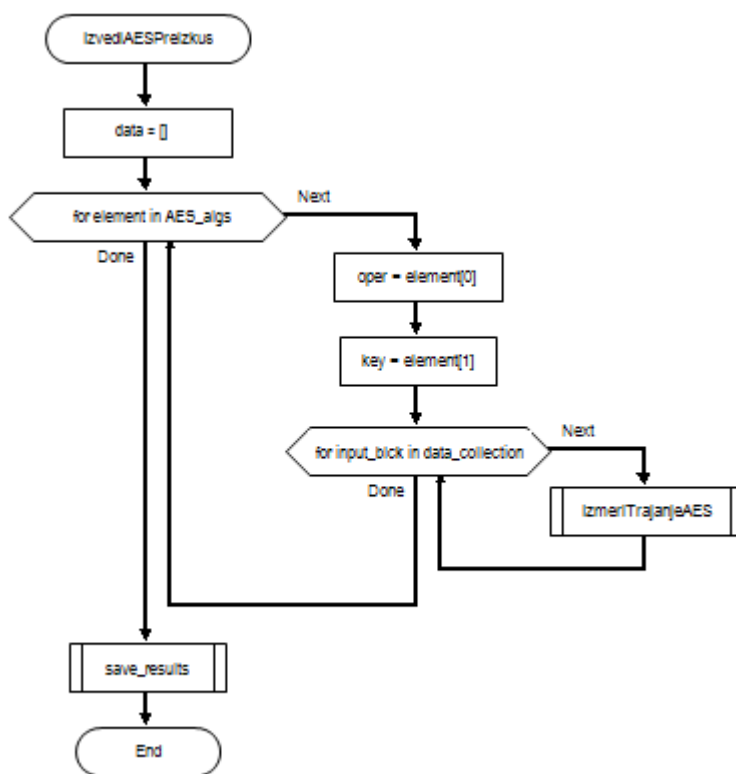 IzvediAESPreizkus
data = []
for element in AES_algs
Next
Done
oper = element[0]
key = element[1]
for input_blck in data_collection
Next
Done
IzmeriTrajanjeAES
save_results
End